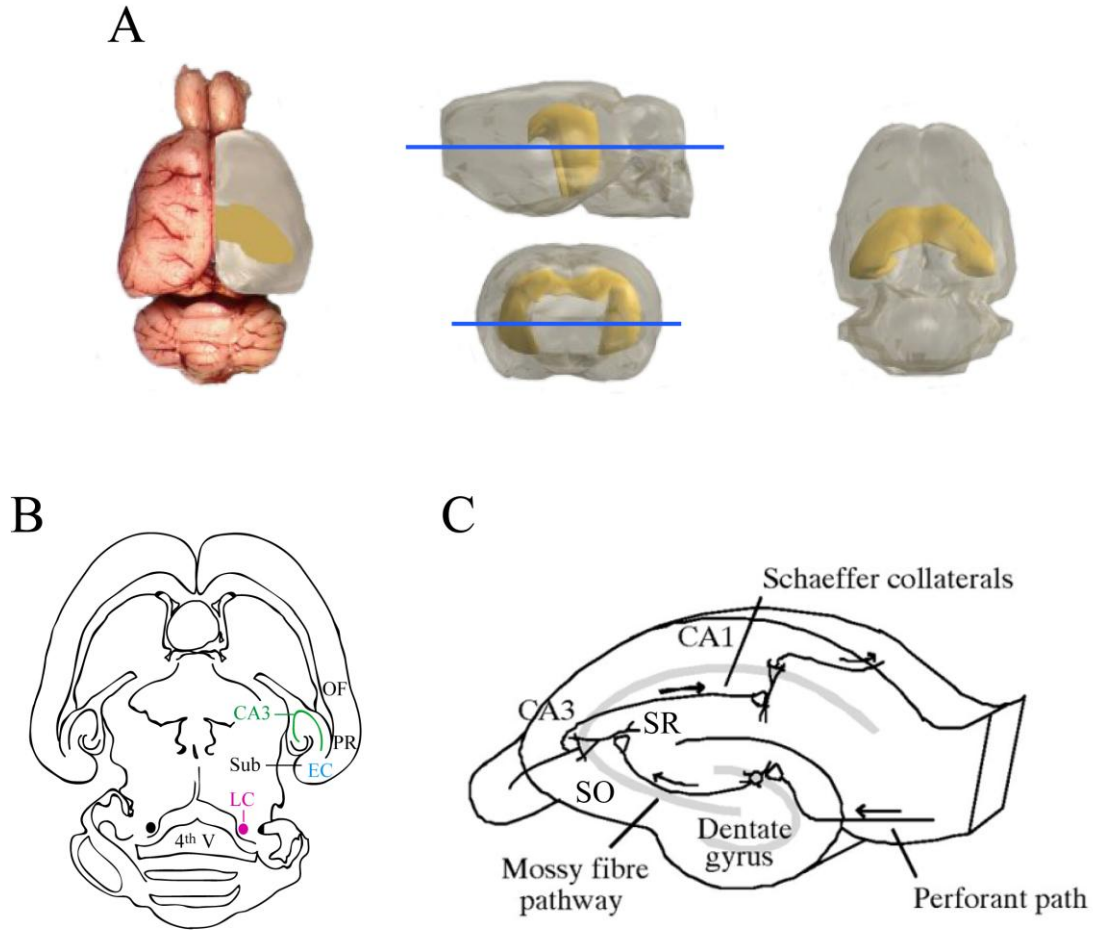 A
B
OF
CA3
PR
Sub
EC
LC
4th V
C
Schaeffer collaterals
CA1
CA3
SR
SO
Dentate
gyrus
Mossy fibre
pathway
Perforant path